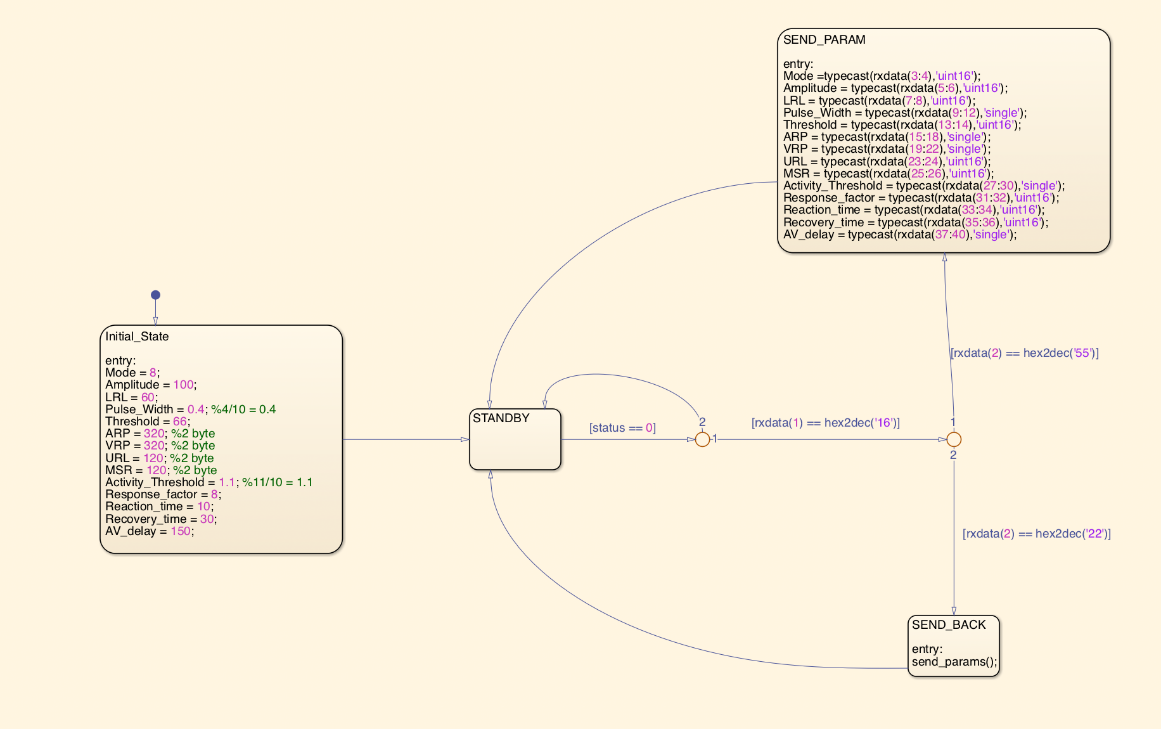 SEND_PARAM
entry:
Mode =typecast(rxdata(3:4),'uint16');
Amplitude = typecast(rxdata(5:6),'uint16');
LRL = typecast(rxdata(7:8),'uint16');
Pulse_Width = typecast(rxdata(9:12),'single');
Threshold = typecast(rxdata(13:14),'uint16');
ARP = typecast(rxdata(15:18),'single');
VRP = typecast(rxdata(19:22),'single');
URL = typecast(rxdata(23:24),'uint16');
MSR = typecast(rxdata(25:26),'uint16');
Activity_Threshold = typecast(rxdata(27:30),'single');
Response_factor = typecast(rxdata(31:32),'uint16');
Reaction_time = typecast(rxdata(33:34),'uint16');
Recovery_time = typecast(rxdata(35:36),'uint16');
AV_delay = typecast(rxdata(37:40),'single');
Initial_State
entry:
Mode = 8;
Amplitude = 100;
LRL = 60;
Pulse_Width = 0.4; %4/10 = 0.4
Threshold = 66;
ARP = 320; %2 byte
VRP = 320; %2 byte
URL = 120; %2 byte
MSR = 120; %2 byte
Activity_Threshold = 1.1; %11/10 = 1.1
Response_factor = 8;
Reaction_time = 10;
Recovery_time = 30;
AV_delay = 150;
STANDBY
[status == 0]
2
1
[rxdata(1) == hex2dec('16')]
[rxdata(2) == hex2dec('55')]
1
2
[rxdata(2) == hex2dec('22')]
SEND_BACK
entry:
send_params();